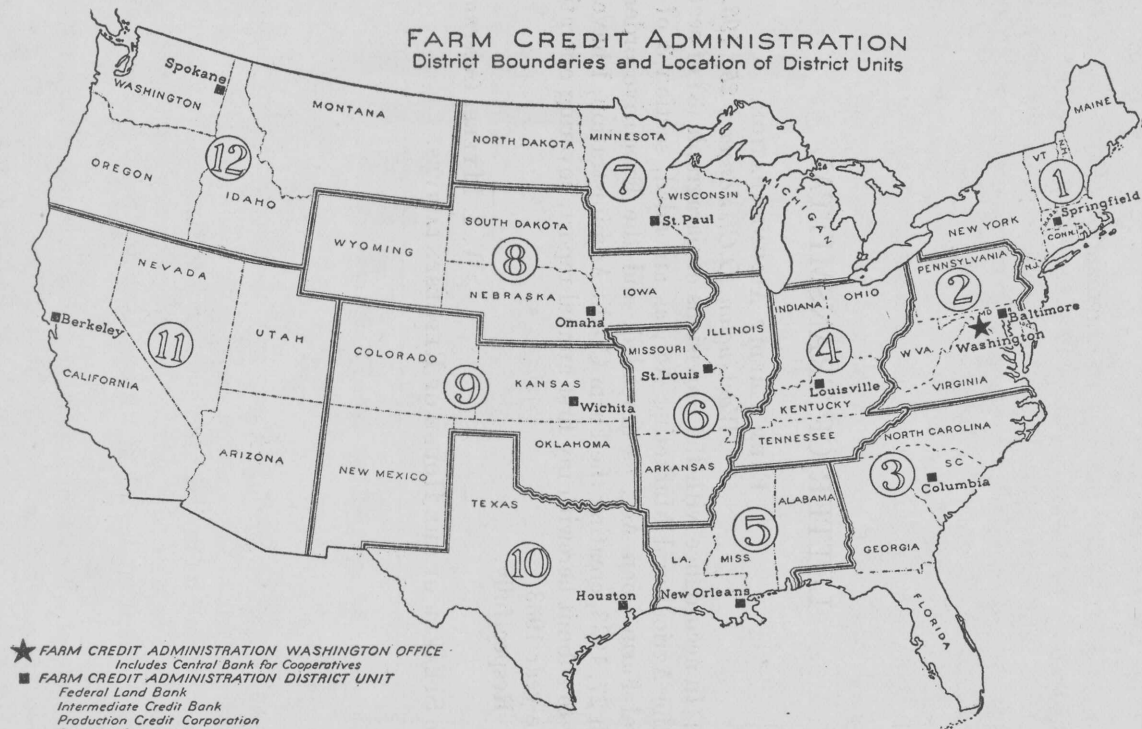 FARM CREDIT ADMINISTRATION
District Boundaries and Location of District Units
Spokane
WASHINGTON
MONTANA
NORTH DAKOTA
MINNESOTA
MAINE
OREGON
12
IDAHO
7
WISCONSIN
MICHIGAN
VT
N.H.
1
Springfield
NEW YORK
CONN.
WYOMING
SOUTH DAKOTA
St. Paul
8
NEBRASKA
IOWA
Omaha
NEVADA
PENNSYLVANIA
N.J.
2
MD
Baltimore
Washington
INDIANA
OHIO
ILLINOIS
Berkeley
11
UTAH
COLORADO
MISSOURI
4
W VA.
VIRGINIA
CALIFORNIA
9
KANSAS
Wichita
St. Louis
Louisville
KENTUCKY
6
ARIZONA
NEW MEXICO
OKLAHOMA
ARKANSAS
TENNESSEE
NORTH CAROLINA
3
S C
Columbia
TEXAS
10
ALABAMA
5
LA.
MISS
GEORGIA
Houston
New Orleans
FLORIDA
FARM CREDIT ADMINISTRATION WASHINGTON OFFICE
Includes Central Bank for Cooperatives
FARM CREDIT ADMINISTRATION DISTRICT UNIT
Federal Land Bank
Intermediate Credit Bank
Production Credit Corporation